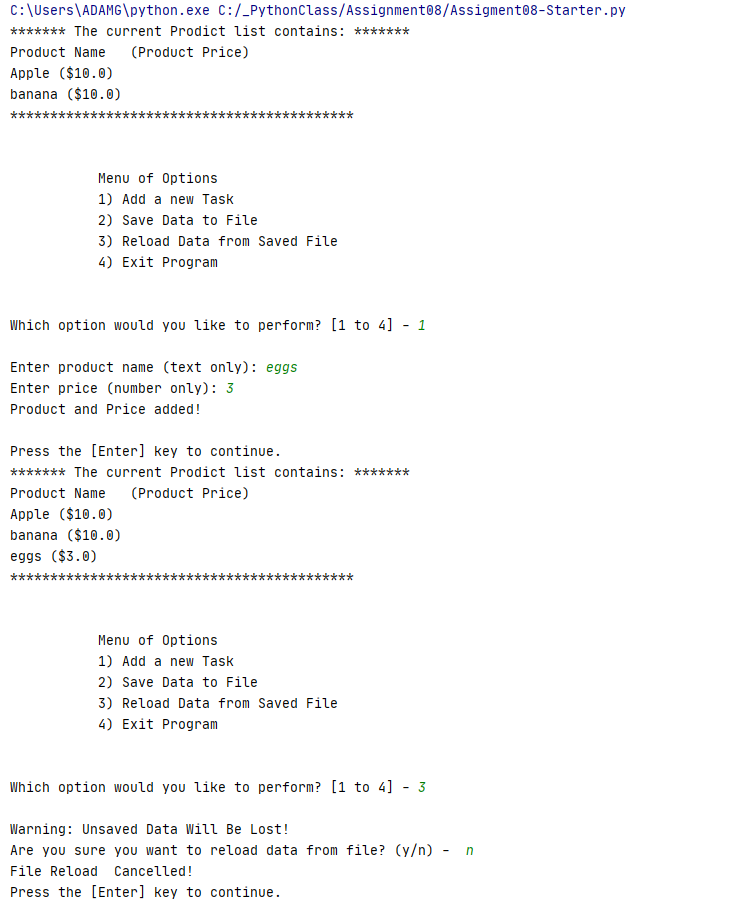 C:\Users\ADAMG\python.exe C:/_PythonClass/Assignment08/Assigment08-Starter.py
******* The current Prodict list contains: *******
Product Name   (Product Price)
Apple ($10.0)
banana ($10.0)
*******************************************
Menu of Options
1) Add a new Task
2) Save Data to File
3) Reload Data from Saved File
4) Exit Program
Which option would you like to perform? [1 to 4] - 1
Enter product name (text only): eggs
Enter price (number only): 3
Product and Price added!
Press the [Enter] key to continue.
******* The current Prodict list contains: *******
Product Name   (Product Price)
Apple ($10.0)
banana ($10.0)
eggs ($3.0)
*******************************************
Menu of Options
1) Add a new Task
2) Save Data to File
3) Reload Data from Saved File
4) Exit Program
Which option would you like to perform? [1 to 4] - 3
Warning: Unsaved Data Will Be Lost!
Are you sure you want to reload data from file? (y/n) -  n
File Reload  Cancelled!
Press the [Enter] key to continue.